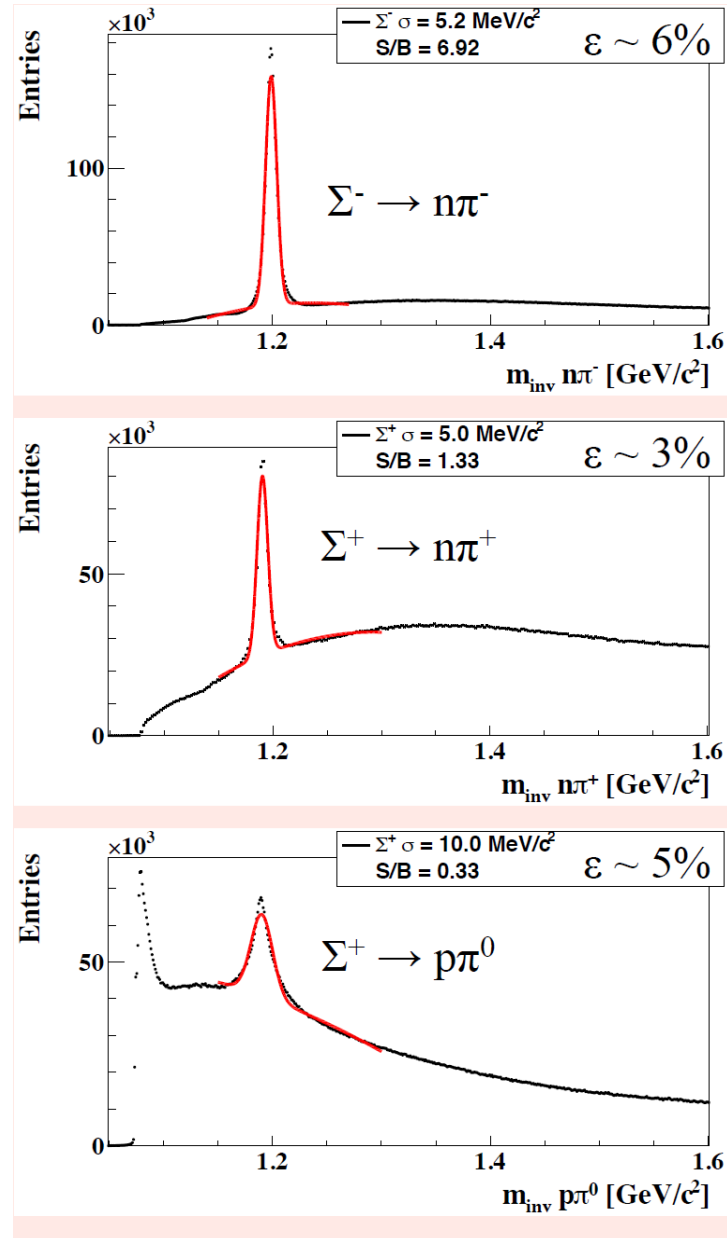 ×10³
Entries
Σ⁻ σ = 5.2 MeV/c²
S/B = 6.92
ε ~ 6%
Σ⁻ → nπ⁻
100
0
1.2 1.4 1.6
m_inv nπ⁻ [GeV/c²]
×10³
Entries
Σ⁺ σ = 5.0 MeV/c²
S/B = 1.33
ε ~ 3%
Σ⁺ → nπ⁺
50
0
1.2 1.4 1.6
m_inv nπ⁺ [GeV/c²]
×10³
Entries
Σ⁺ σ = 10.0 MeV/c²
S/B = 0.33
ε ~ 5%
Σ⁺ → pπ⁰
50
0
1.2 1.4 1.6
m_inv pπ⁰ [GeV/c²]